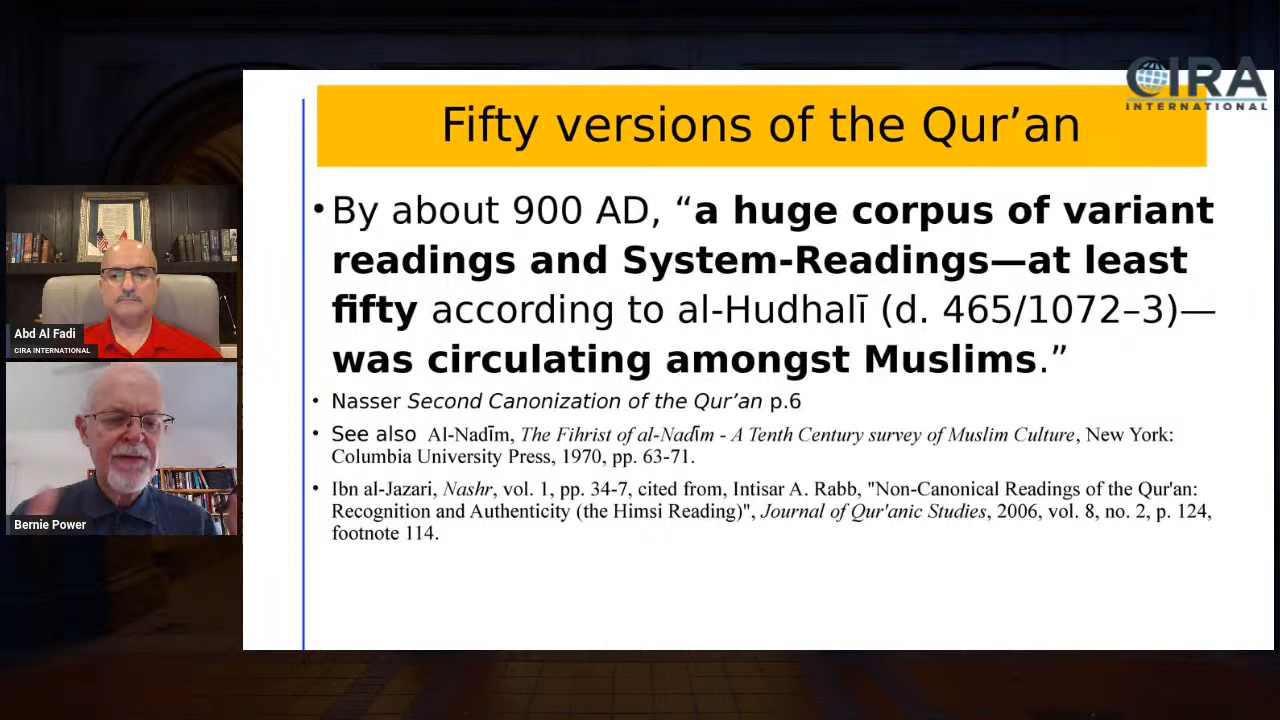 CIRA
INTERNATIONAL
Fifty versions of the Qur’an
• By about 900 AD, “a huge corpus of variant
readings and System-Readings—at least
fifty according to al-Hudhalī (d. 465/1072–3)—
was circulating amongst Muslims.”
• Nasser Second Canonization of the Qur’an p.6
• See also Al-Nadīm, The Fihrist of al-Nadīm - A Tenth Century survey of Muslim Culture, New York:
Columbia University Press, 1970, pp. 63-71.
• Ibn al-Jazari, Nashr, vol. 1, pp. 34-7, cited from, Intisar A. Rabb, "Non-Canonical Readings of the Qur'an:
Recognition and Authenticity (the Himsi Reading)", Journal of Qur'anic Studies, 2006, vol. 8, no. 2, p. 124,
footnote 114.
Abd Al Fadi
CIRA INTERNATIONAL
Bernie Power